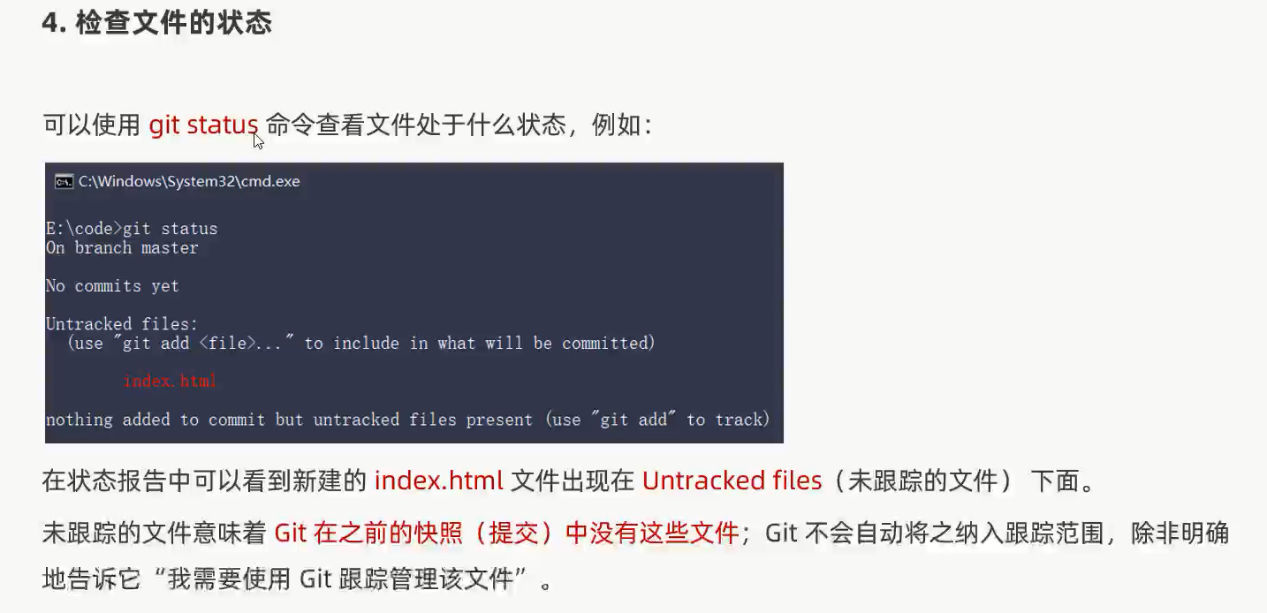 4. 检查文件的状态
可以使用 git status 命令查看文件处于什么状态，例如：
C:\Windows\System32\cmd.exe
E:\code>git status
On branch master
No commits yet
Untracked files:
(use "git add <file>..." to include in what will be committed)
index.html
nothing added to commit but untracked files present (use "git add" to track)
在状态报告中可以看到新建的 index.html 文件出现在 Untracked files（未跟踪的文件） 下面。
未跟踪的文件意味着 Git 在之前的快照（提交）中没有这些文件；Git 不会自动将之纳入跟踪范围，除非明确
地告诉它“我需要使用 Git 跟踪管理该文件”。